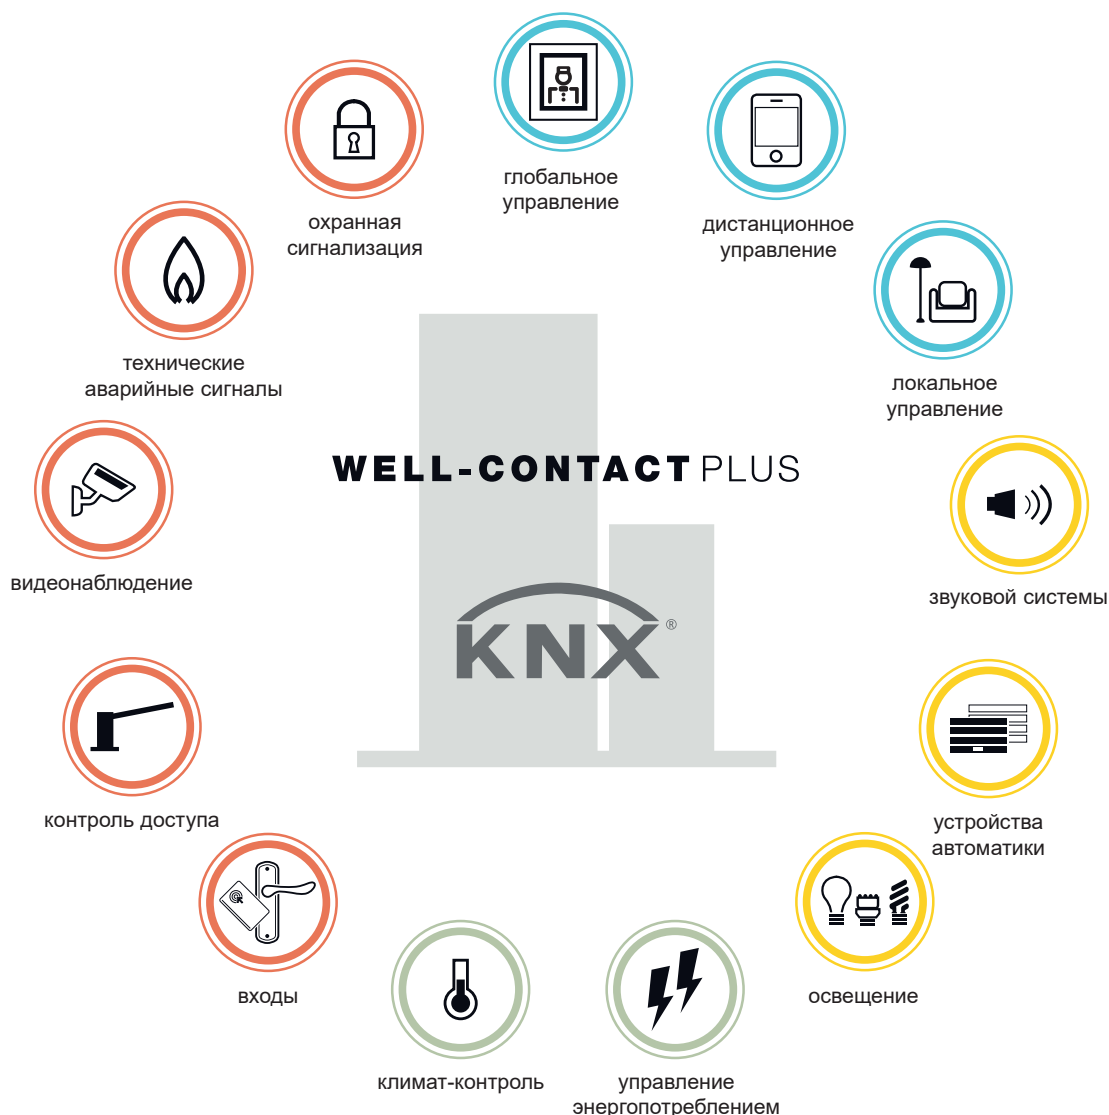 глобальное
управление
охранная
сигнализация
дистанционное
управление
технические
аварийные сигналы
локальное
управление
WELL-CONTACT PLUS
видеонаблюдение
звуковой системы
KNX®
контроль доступа
устройства
автоматики
входы
освещение
климат-контроль
управление
энергопотреблением